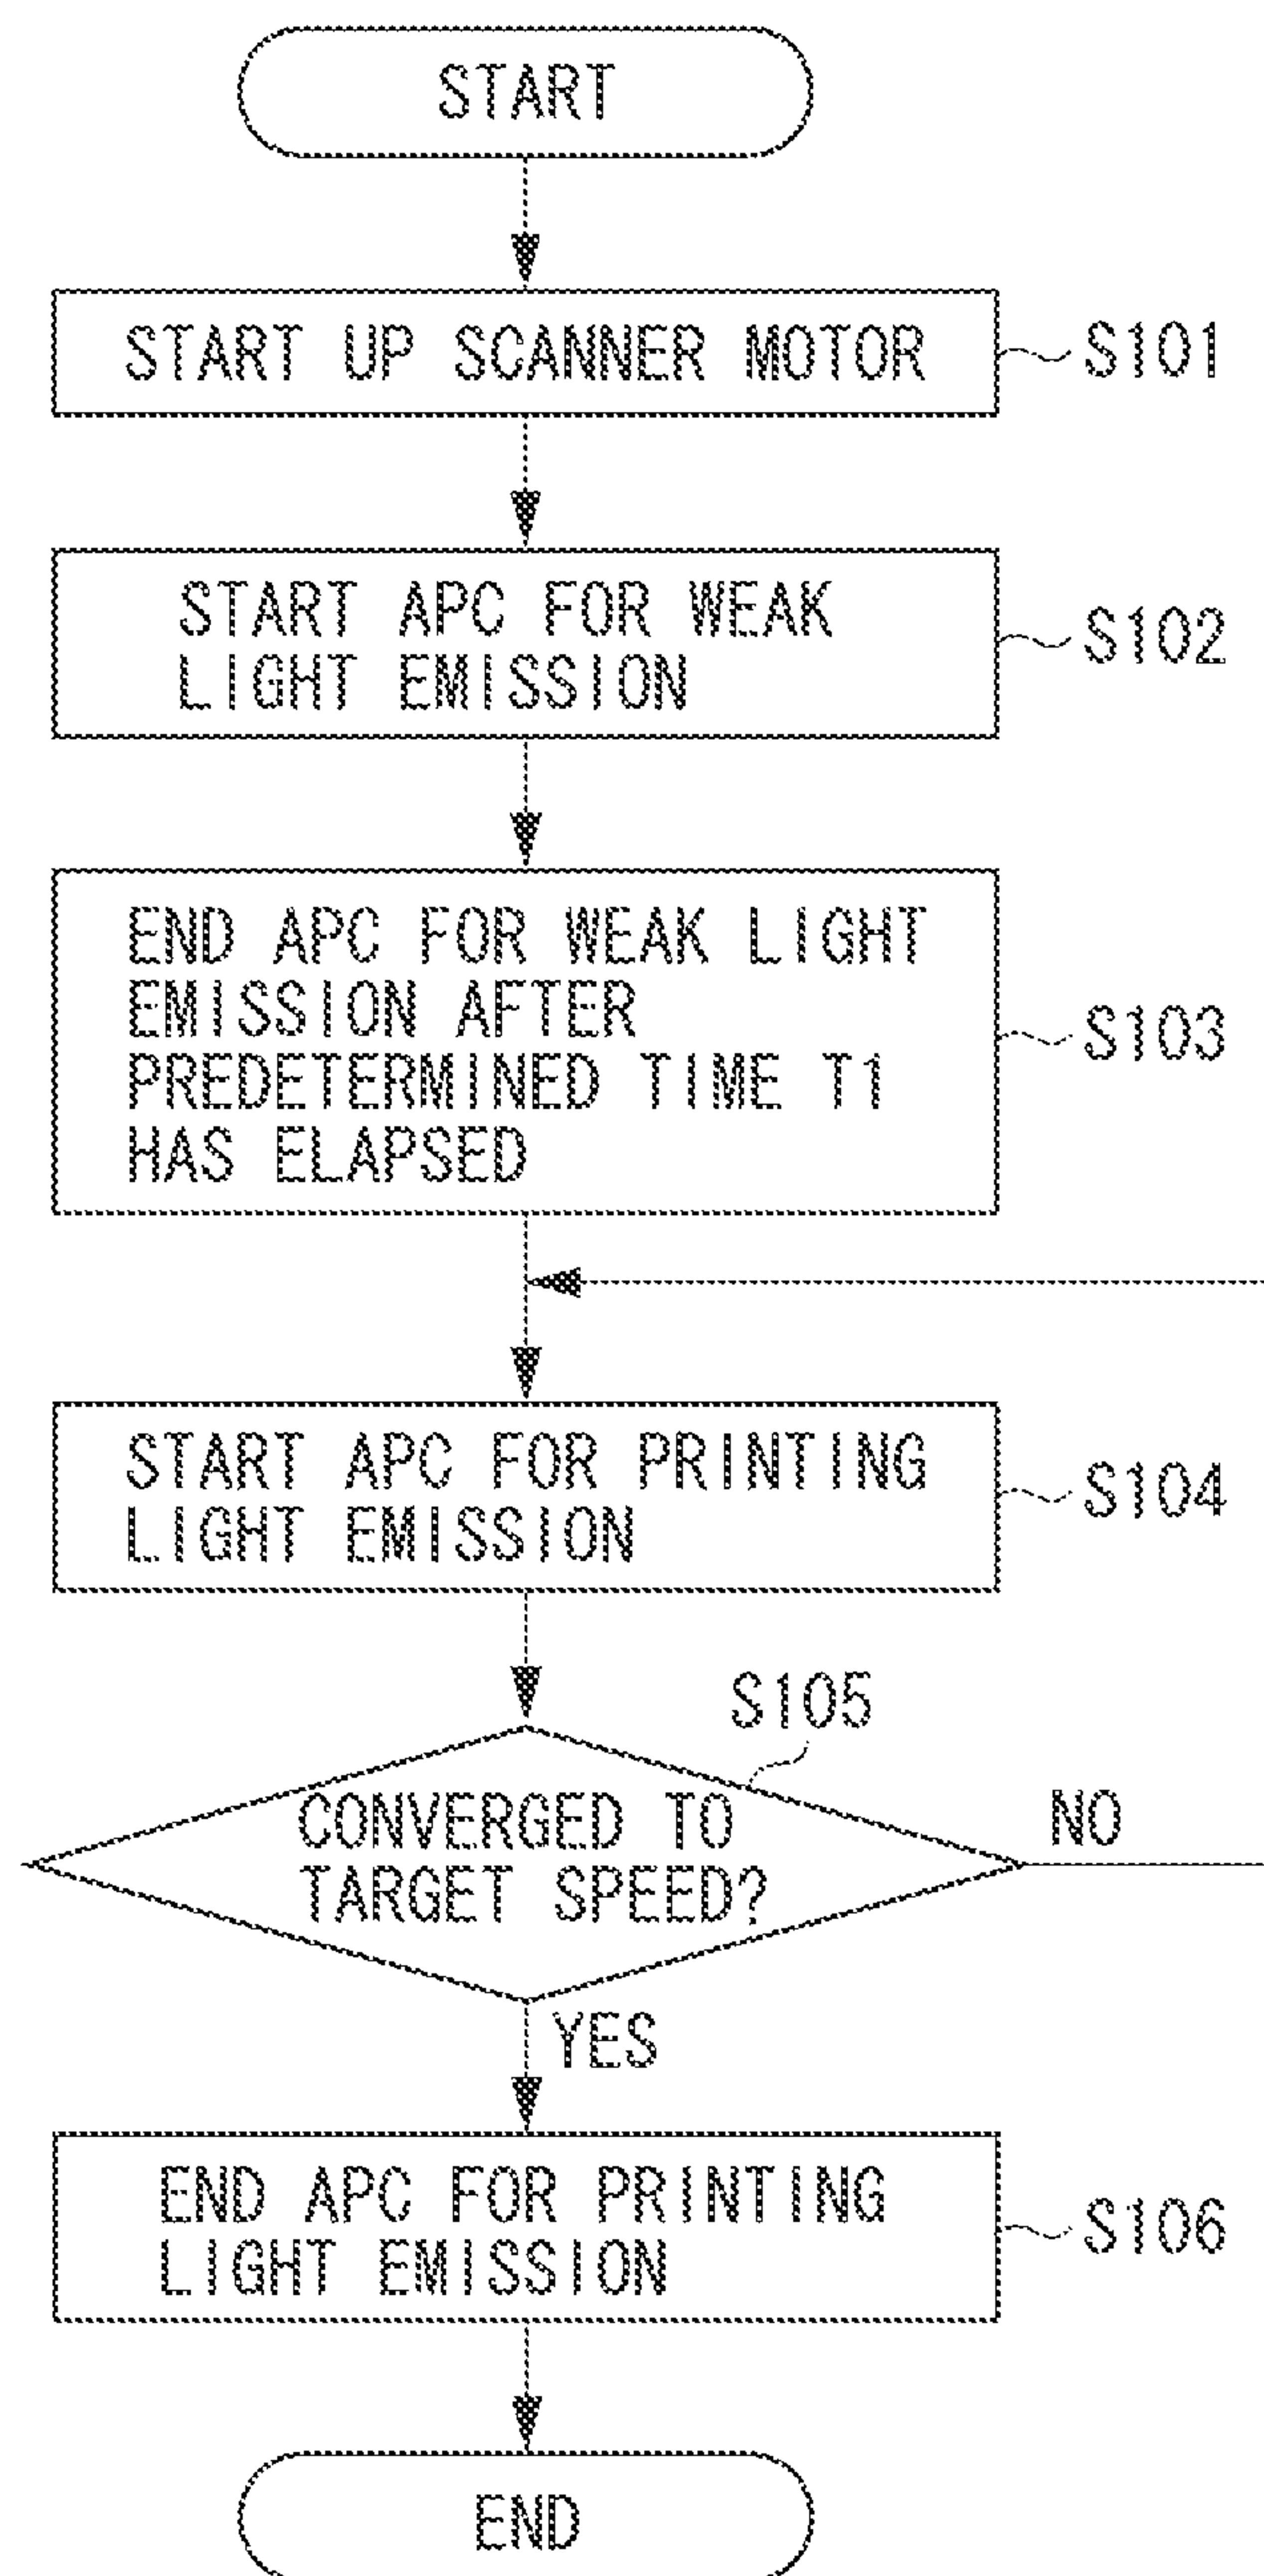 START
START UP SCANNER MOTOR
S101
START APC FOR WEAK
LIGHT EMISSION
S102
END APC FOR WEAK LIGHT
EMISSION AFTER
PREDETERMINED TIME T1
HAS ELAPSED
S103
START APC FOR PRINTING
LIGHT EMISSION
S104
S105
CONVERGED TO
TARGET SPEED?
NO
YES
END APC FOR PRINTING
LIGHT EMISSION
S106
END